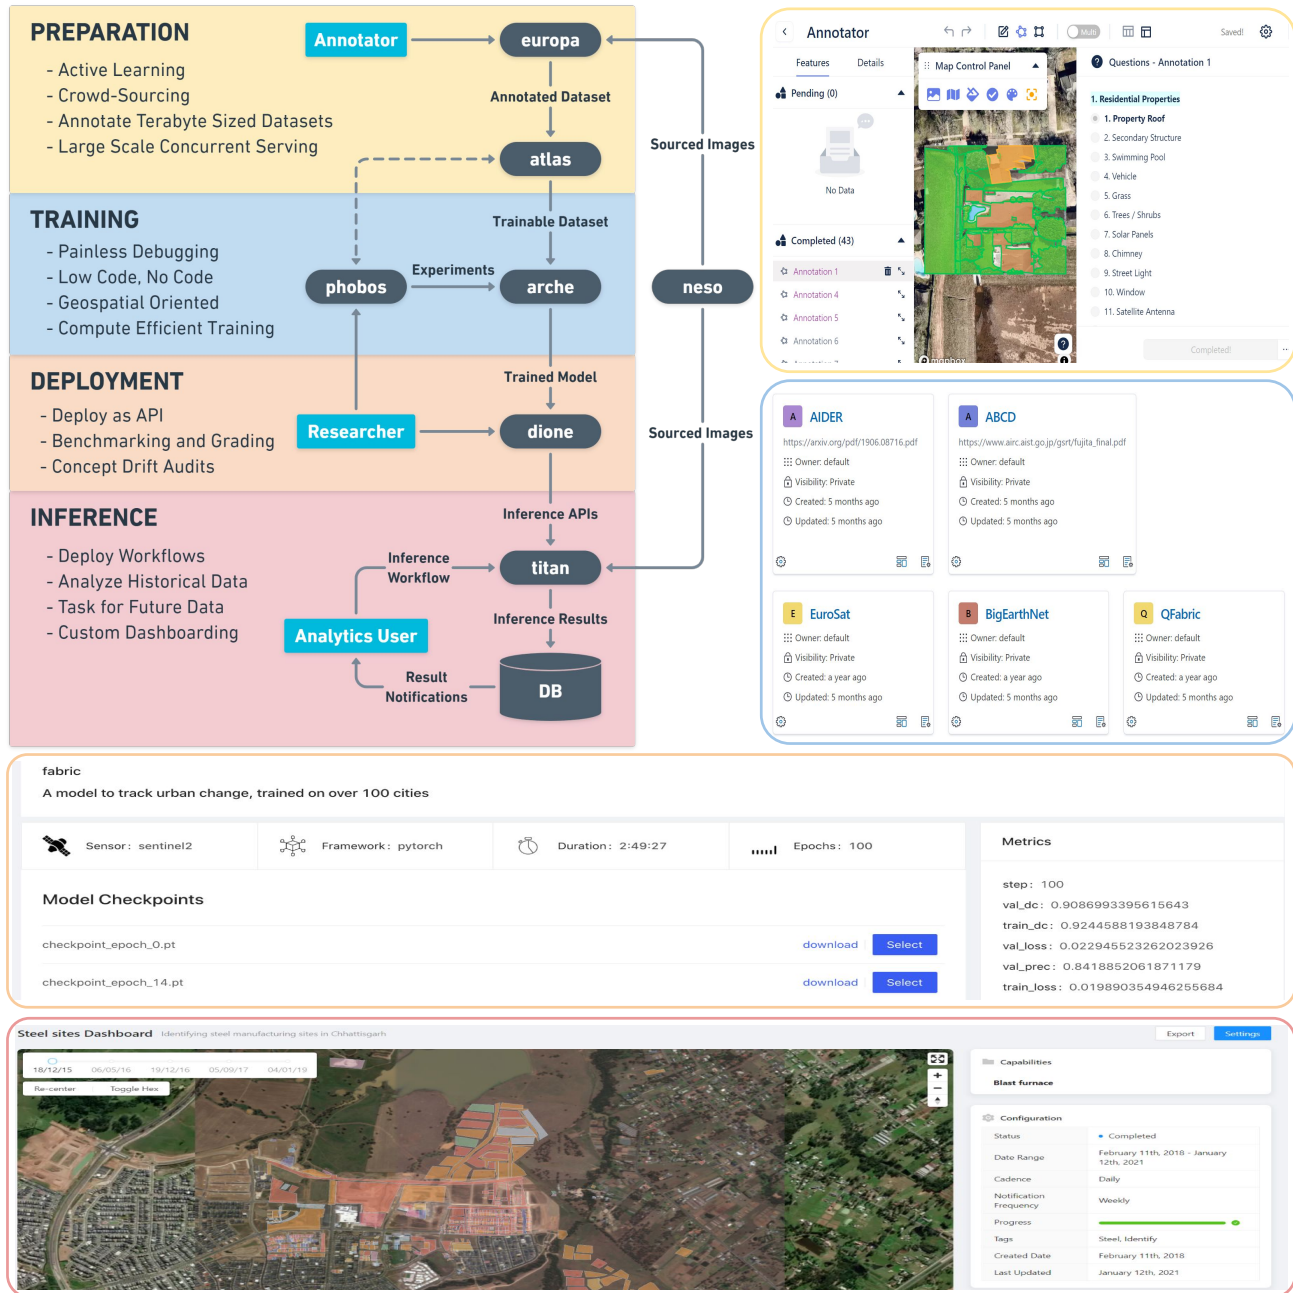 PREPARATION
- Active Learning
- Crowd-Sourcing
- Annotate Terabyte Sized Datasets
- Large Scale Concurrent Serving
Annotator
europa
Annotated Dataset
atlas
Sourced Images
TRAINING
- Painless Debugging
- Low Code, No Code
- Geospatial Oriented
- Compute Efficient Training
Trainable Dataset
phobos
Experiments
arche
neso
DEPLOYMENT
- Deploy as API
- Benchmarking and Grading
- Concept Drift Audits
Trained Model
Researcher
dione
Sourced Images
INFERENCE
- Deploy Workflows
- Analyze Historical Data
- Task for Future Data
- Custom Dashboarding
Inference APIs
Inference
Workflow
titan
Inference Results
Analytics User
Result
Notifications
DB
Annotator
Multi
Saved!
Features
Details
Pending (0)
No Data
Completed (43)
Annotation 1
Annotation 4
Annotation 5
Annotation 6
Map Control Panel
mapbox
Questions - Annotation 1
1. Residential Properties
1. Property Roof
2. Secondary Structure
3. Swimming Pool
4. Vehicle
5. Grass
6. Trees / Shrubs
7. Solar Panels
8. Chimney
9. Street Light
10. Window
11. Satellite Antenna
Completed!
A AIDER
https://arxiv.org/pdf/1906.08716.pdf
Owner: default
Visibility: Private
Created: 5 months ago
Updated: 5 months ago
A ABCD
https://www.airc.aist.go.jp/gsrt/fujita_final.pdf
Owner: default
Visibility: Private
Created: 5 months ago
Updated: 5 months ago
E EuroSat
Owner: default
Visibility: Private
Created: a year ago
Updated: 5 months ago
B BigEarthNet
Owner: default
Visibility: Private
Created: a year ago
Updated: 5 months ago
Q QFabric
Owner: default
Visibility: Private
Created: a year ago
Updated: 5 months ago
fabric
A model to track urban change, trained on over 100 cities
Sensor: sentinel2
Framework: pytorch
Duration: 2:49:27
Epochs: 100
Model Checkpoints
checkpoint_epoch_0.pt download Select
checkpoint_epoch_14.pt download Select
Metrics
step: 100
val_dc: 0.9086993395615643
train_dc: 0.9244588193848784
val_loss: 0.022945523262023926
val_prec: 0.8418852061871179
train_loss: 0.019890354946255684
Steel sites Dashboard Identifying steel manufacturing sites in Chhattisgarh
Export Settings
18/12/15 06/05/16 19/12/16 05/09/17 04/01/19
Re-center Toggle Hex
Capabilities
Blast furnace
Configuration
Status Completed
Date Range February 11th, 2018 - January
12th, 2021
Cadence Daily
Notification
Frequency Weekly
Progress
Tags Steel, Identify
Created Date February 11th, 2018
Last Updated January 12th, 2021